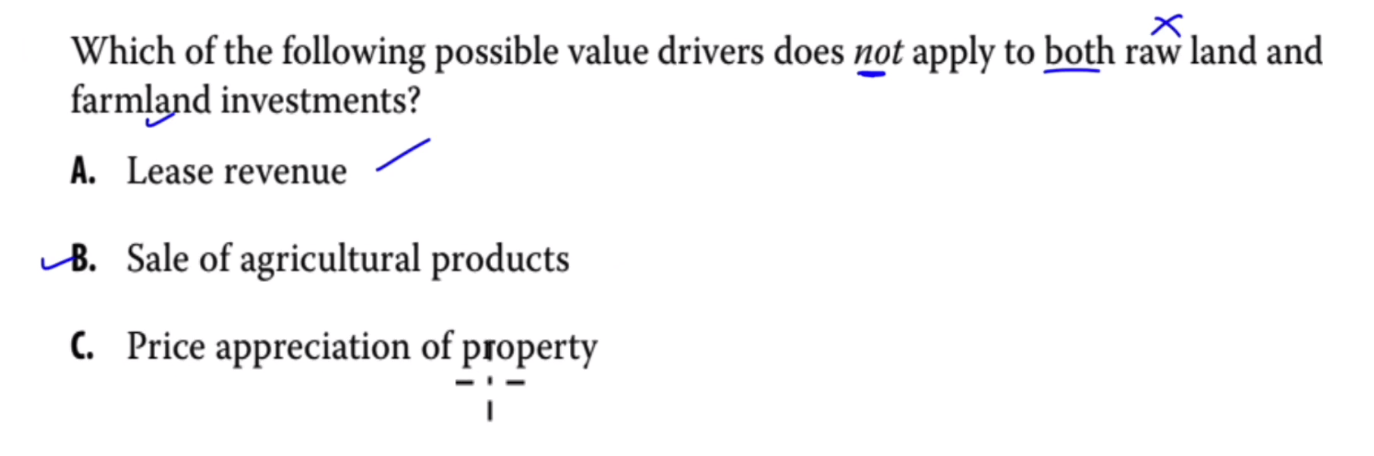 Which of the following possible value drivers does not apply to both raw land and
farmland investments?
A. Lease revenue
B. Sale of agricultural products
C. Price appreciation of property